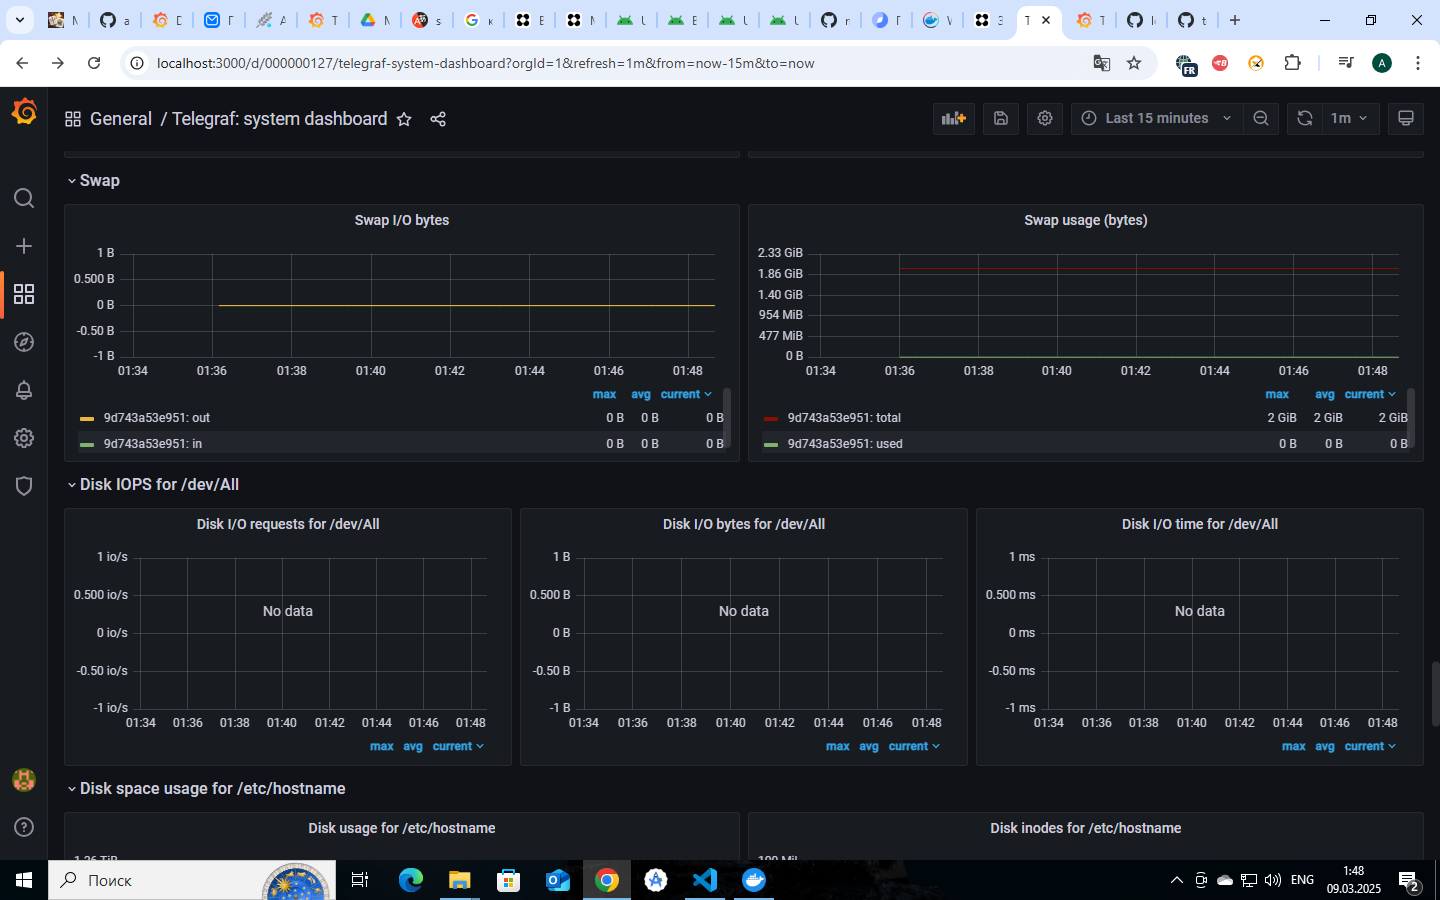 localhost:3000/d/000000127/telegraf-system-dashboard?orgId=1&refresh=1m&from=now-15m&to=now
FR
A
General / Telegraf: system dashboard
Last 15 minutes
1m
Swap
Swap I/O bytes
1 B
0.500 B
0 B
-0.50 B
-1 B
01:34 01:36 01:38 01:40 01:42 01:44 01:46 01:48
max avg current
9d743a53e951: out 0 B 0 B 0 B
9d743a53e951: in 0 B 0 B 0 B
Swap usage (bytes)
2.33 GiB
1.86 GiB
1.40 GiB
954 MiB
477 MiB
0 B
01:34 01:36 01:38 01:40 01:42 01:44 01:46 01:48
max avg current
9d743a53e951: total 2 GiB 2 GiB 2 GiB
9d743a53e951: used 0 B 0 B 0 B
Disk IOPS for /dev/All
Disk I/O requests for /dev/All
1 io/s
0.500 io/s
No data
0 io/s
-0.50 io/s
-1 io/s
01:34 01:36 01:38 01:40 01:42 01:44 01:46 01:48
max avg current
Disk I/O bytes for /dev/All
1 B
0.500 B
No data
0 B
-0.50 B
-1 B
01:34 01:36 01:38 01:40 01:42 01:44 01:46 01:48
max avg current
Disk I/O time for /dev/All
1 ms
0.500 ms
No data
0 ms
-0.50 ms
-1 ms
01:34 01:36 01:38 01:40 01:42 01:44 01:46 01:48
max avg current
Disk space usage for /etc/hostname
Disk usage for /etc/hostname
Disk inodes for /etc/hostname
Поиск
ENG
1:48
09.03.2025
2